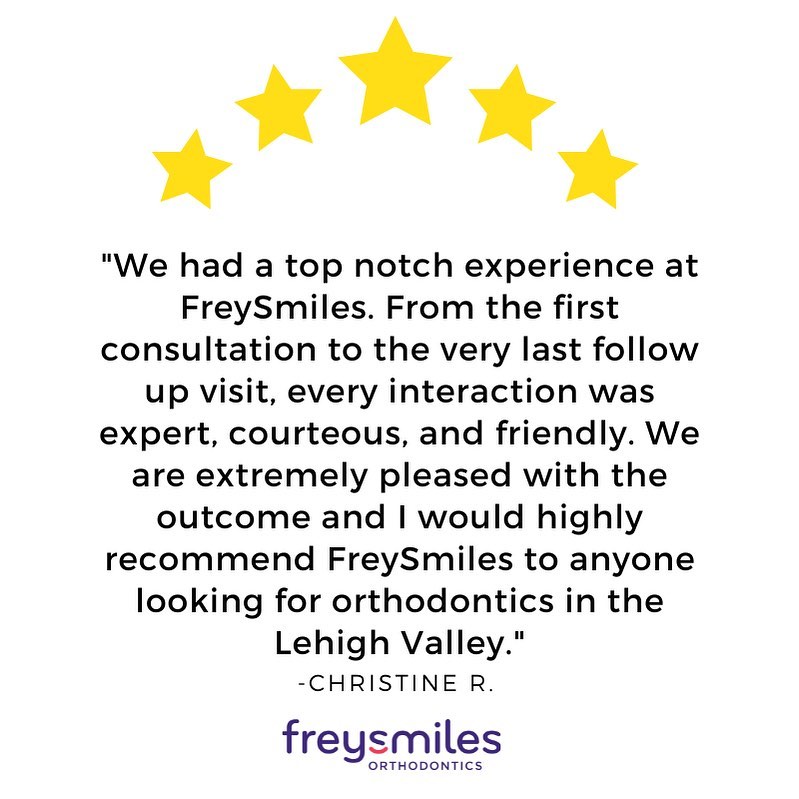 "We had a top notch experience at
FreySmiles. From the first
consultation to the very last follow
up visit, every interaction was
expert, courteous, and friendly. We
are extremely pleased with the
outcome and I would highly
recommend FreySmiles to anyone
looking for orthodontics in the
Lehigh Valley."
-CHRISTINE R.
freysmiles
ORTHODONTICS